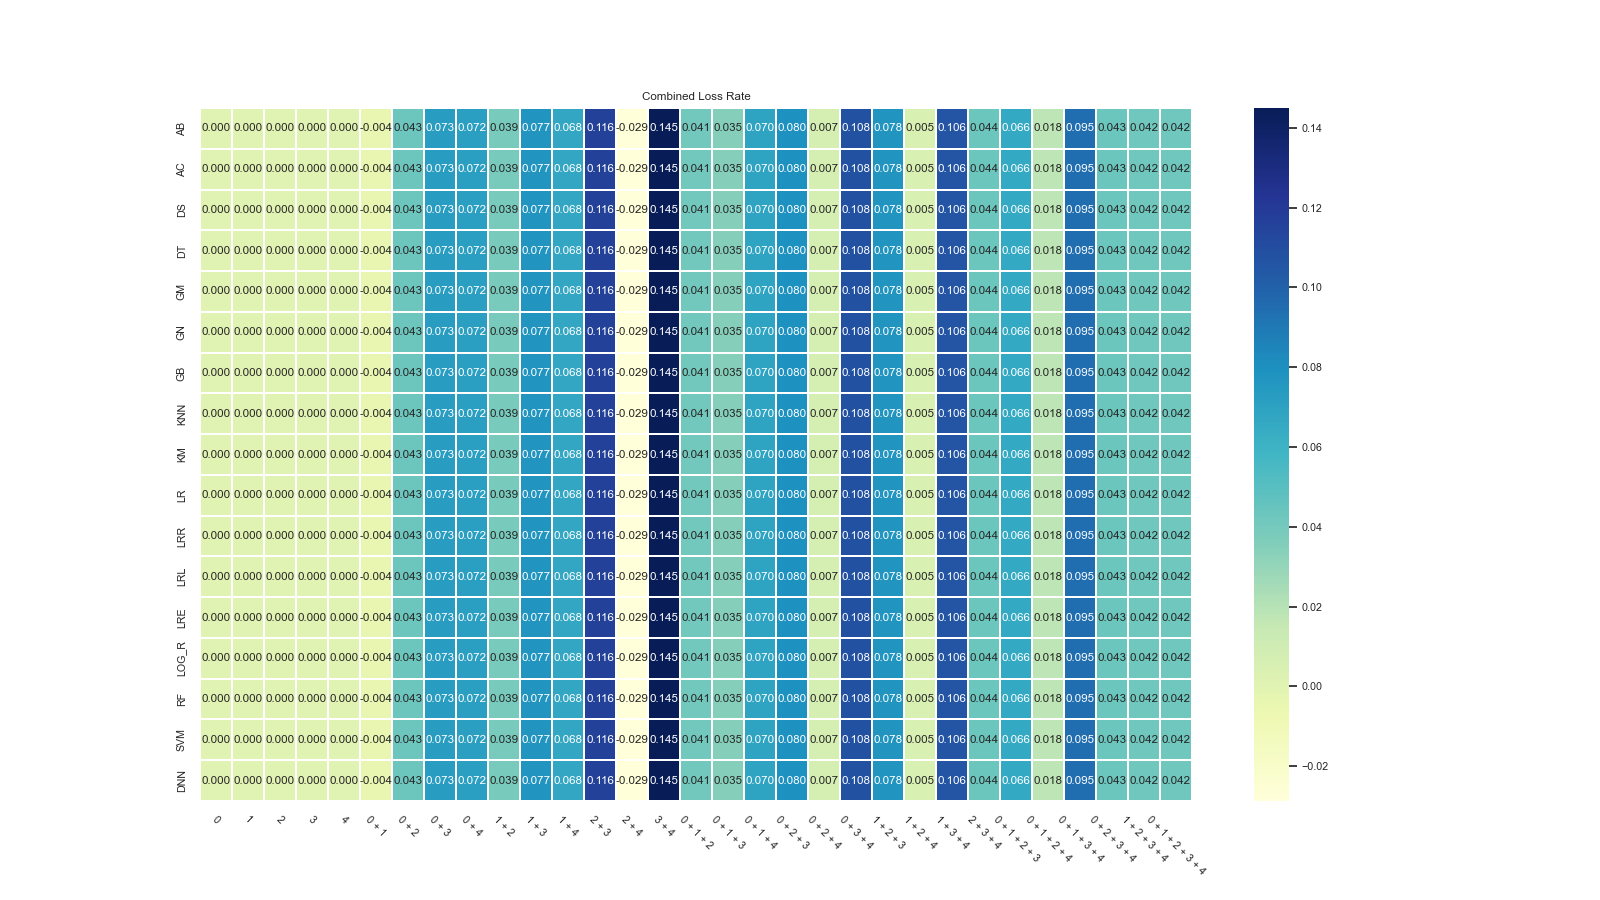 Combined Loss Rate
AB 0.000 0.000 0.000 0.000 0.000 -0.004 0.043 0.073 0.072 0.039 0.077 0.068 0.116 -0.029 0.145 0.041 0.035 0.070 0.080 0.007 0.108 0.078 0.005 0.106 0.044 0.066 0.018 0.095 0.043 0.042 0.042
AC 0.000 0.000 0.000 0.000 0.000 -0.004 0.043 0.073 0.072 0.039 0.077 0.068 0.116 -0.029 0.145 0.041 0.035 0.070 0.080 0.007 0.108 0.078 0.005 0.106 0.044 0.066 0.018 0.095 0.043 0.042 0.042
DS 0.000 0.000 0.000 0.000 0.000 -0.004 0.043 0.073 0.072 0.039 0.077 0.068 0.116 -0.029 0.145 0.041 0.035 0.070 0.080 0.007 0.108 0.078 0.005 0.106 0.044 0.066 0.018 0.095 0.043 0.042 0.042
DT 0.000 0.000 0.000 0.000 0.000 -0.004 0.043 0.073 0.072 0.039 0.077 0.068 0.116 -0.029 0.145 0.041 0.035 0.070 0.080 0.007 0.108 0.078 0.005 0.106 0.044 0.066 0.018 0.095 0.043 0.042 0.042
GM 0.000 0.000 0.000 0.000 0.000 -0.004 0.043 0.073 0.072 0.039 0.077 0.068 0.116 -0.029 0.145 0.041 0.035 0.070 0.080 0.007 0.108 0.078 0.005 0.106 0.044 0.066 0.018 0.095 0.043 0.042 0.042
GN 0.000 0.000 0.000 0.000 0.000 -0.004 0.043 0.073 0.072 0.039 0.077 0.068 0.116 -0.029 0.145 0.041 0.035 0.070 0.080 0.007 0.108 0.078 0.005 0.106 0.044 0.066 0.018 0.095 0.043 0.042 0.042
GB 0.000 0.000 0.000 0.000 0.000 -0.004 0.043 0.073 0.072 0.039 0.077 0.068 0.116 -0.029 0.145 0.041 0.035 0.070 0.080 0.007 0.108 0.078 0.005 0.106 0.044 0.066 0.018 0.095 0.043 0.042 0.042
KNN 0.000 0.000 0.000 0.000 0.000 -0.004 0.043 0.073 0.072 0.039 0.077 0.068 0.116 -0.029 0.145 0.041 0.035 0.070 0.080 0.007 0.108 0.078 0.005 0.106 0.044 0.066 0.018 0.095 0.043 0.042 0.042
KM 0.000 0.000 0.000 0.000 0.000 -0.004 0.043 0.073 0.072 0.039 0.077 0.068 0.116 -0.029 0.145 0.041 0.035 0.070 0.080 0.007 0.108 0.078 0.005 0.106 0.044 0.066 0.018 0.095 0.043 0.042 0.042
LR 0.000 0.000 0.000 0.000 0.000 -0.004 0.043 0.073 0.072 0.039 0.077 0.068 0.116 -0.029 0.145 0.041 0.035 0.070 0.080 0.007 0.108 0.078 0.005 0.106 0.044 0.066 0.018 0.095 0.043 0.042 0.042
LRR 0.000 0.000 0.000 0.000 0.000 -0.004 0.043 0.073 0.072 0.039 0.077 0.068 0.116 -0.029 0.145 0.041 0.035 0.070 0.080 0.007 0.108 0.078 0.005 0.106 0.044 0.066 0.018 0.095 0.043 0.042 0.042
LRL 0.000 0.000 0.000 0.000 0.000 -0.004 0.043 0.073 0.072 0.039 0.077 0.068 0.116 -0.029 0.145 0.041 0.035 0.070 0.080 0.007 0.108 0.078 0.005 0.106 0.044 0.066 0.018 0.095 0.043 0.042 0.042
LRE 0.000 0.000 0.000 0.000 0.000 -0.004 0.043 0.073 0.072 0.039 0.077 0.068 0.116 -0.029 0.145 0.041 0.035 0.070 0.080 0.007 0.108 0.078 0.005 0.106 0.044 0.066 0.018 0.095 0.043 0.042 0.042
LOG_R 0.000 0.000 0.000 0.000 0.000 -0.004 0.043 0.073 0.072 0.039 0.077 0.068 0.116 -0.029 0.145 0.041 0.035 0.070 0.080 0.007 0.108 0.078 0.005 0.106 0.044 0.066 0.018 0.095 0.043 0.042 0.042
RF 0.000 0.000 0.000 0.000 0.000 -0.004 0.043 0.073 0.072 0.039 0.077 0.068 0.116 -0.029 0.145 0.041 0.035 0.070 0.080 0.007 0.108 0.078 0.005 0.106 0.044 0.066 0.018 0.095 0.043 0.042 0.042
SVM 0.000 0.000 0.000 0.000 0.000 -0.004 0.043 0.073 0.072 0.039 0.077 0.068 0.116 -0.029 0.145 0.041 0.035 0.070 0.080 0.007 0.108 0.078 0.005 0.106 0.044 0.066 0.018 0.095 0.043 0.042 0.042
DNN 0.000 0.000 0.000 0.000 0.000 -0.004 0.043 0.073 0.072 0.039 0.077 0.068 0.116 -0.029 0.145 0.041 0.035 0.070 0.080 0.007 0.108 0.078 0.005 0.106 0.044 0.066 0.018 0.095 0.043 0.042 0.042
0
1
2
3
4
0 + 1
0 + 2
0 + 3
0 + 4
1 + 2
1 + 3
1 + 4
2 + 3
2 + 4
3 + 4
0 + 1 + 2
0 + 1 + 3
0 + 1 + 4
0 + 2 + 3
0 + 2 + 4
0 + 3 + 4
1 + 2 + 3
1 + 2 + 4
1 + 3 + 4
2 + 3 + 4
0 + 1 + 2 + 3
0 + 1 + 2 + 4
0 + 1 + 3 + 4
0 + 2 + 3 + 4
1 + 2 + 3 + 4
0 + 1 + 2 + 3 + 4
0.14
0.12
0.10
0.08
0.06
0.04
0.02
0.00
−0.02